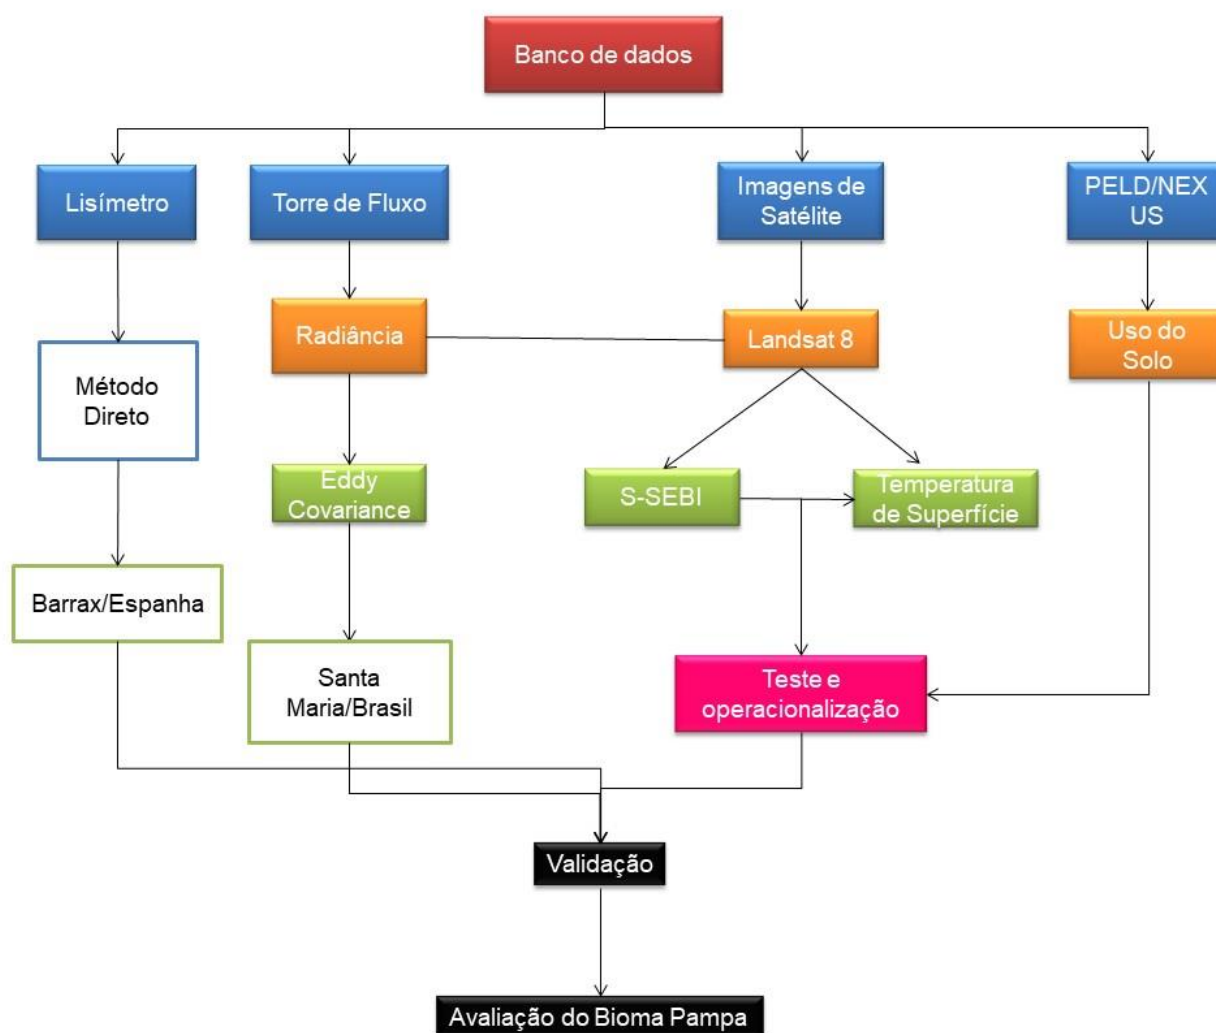 Banco de dados
Lisímetro
Torre de Fluxo
Imagens de
Satélite
PELD/NEX
US
Radiância
Landsat 8
Uso do
Solo
Método
Direto
Eddy
Covariance
S-SEBI
Temperatura
de Superfície
Barrax/Espanha
Santa
Maria/Brasil
Teste e
operacionalização
Validação
Avaliação do Bioma Pampa